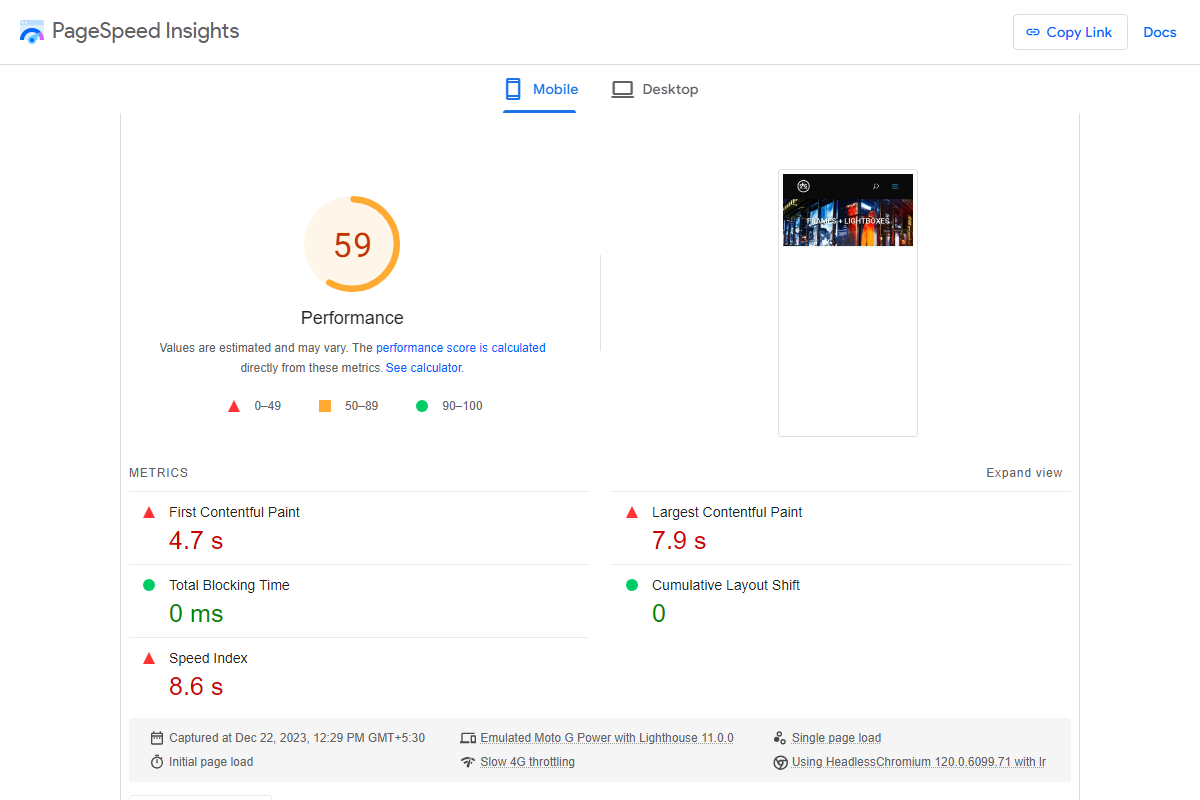 PageSpeed Insights
Copy Link
Docs
Mobile
Desktop
59
FRAMES + LIGHTBOXES
Performance
Values are estimated and may vary. The performance score is calculated
directly from these metrics. See calculator.
0–49
50–89
90–100
METRICS
Expand view
First Contentful Paint
4.7 s
Largest Contentful Paint
7.9 s
Total Blocking Time
0 ms
Cumulative Layout Shift
0
Speed Index
8.6 s
Captured at Dec 22, 2023, 12:29 PM GMT+5:30
Emulated Moto G Power with Lighthouse 11.0.0
Single page load
Initial page load
Slow 4G throttling
Using HeadlessChromium 120.0.6099.71 with lr